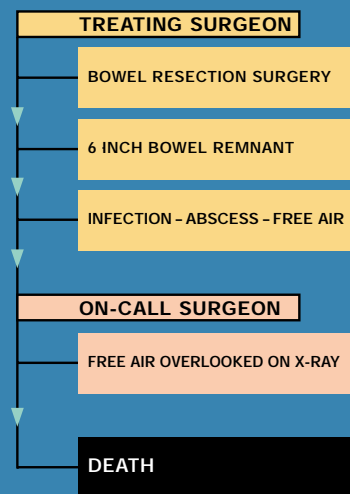 TREATING SURGEON
BOWEL RESECTION SURGERY
6 INCH BOWEL REMNANT
INFECTION – ABSCESS – FREE AIR
ON-CALL SURGEON
FREE AIR OVERLOOKED ON X-RAY
DEATH